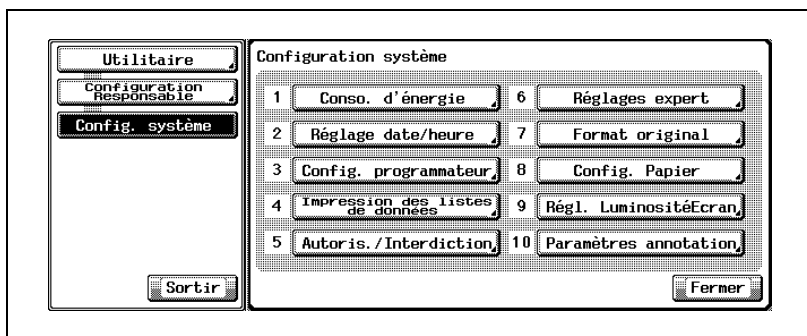 Utilitaire
Configuration
Responsable
Config. système
Sortir
Configuration système
1 Conso. d'énergie
2 Réglage date/heure
3 Config. programmateur
4 Impression des listes
de données
5 Autoris./Interdiction
6 Réglages expert
7 Format original
8 Config. Papier
9 Régl. LuminositéEcran
10 Paramètres annotation
Fermer